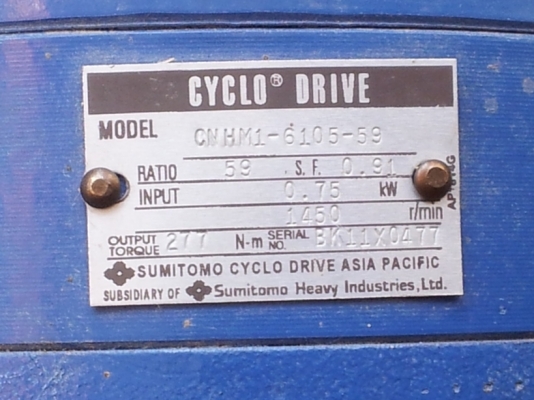 CYCLO® DRIVE
MODEL CNHM1-6105-59
RATIO 59 S.F. 0.91
INPUT 0.75 kW
1450 r/min
OUTPUT TORQUE 277 N-m SERIAL NO. BK11X0477
SUMITOMO CYCLO DRIVE ASIA PACIFIC
SUBSIDIARY OF Sumitomo Heavy Industries, Ltd.